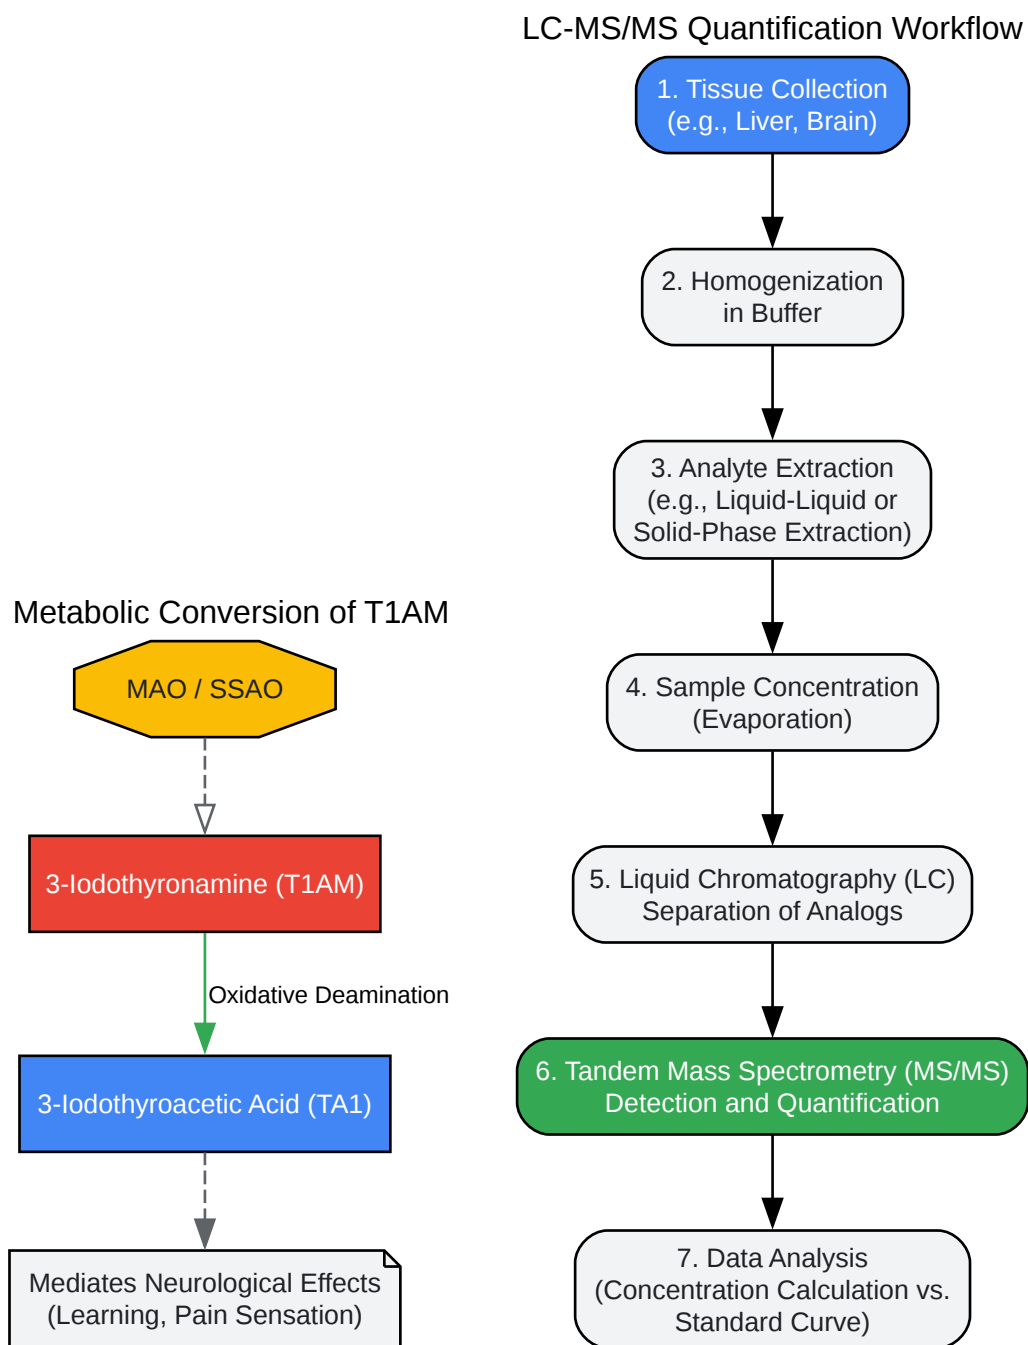 LC-MS/MS Quantification Workflow
1. Tissue Collection
(e.g., Liver, Brain)
2. Homogenization
in Buffer
3. Analyte Extraction
(e.g., Liquid-Liquid or
Solid-Phase Extraction)
4. Sample Concentration
(Evaporation)
5. Liquid Chromatography (LC)
Separation of Analogs
6. Tandem Mass Spectrometry (MS/MS)
Detection and Quantification
7. Data Analysis
(Concentration Calculation vs.
Standard Curve)
Metabolic Conversion of T1AM
MAO / SSAO
3-Iodothyronamine (T1AM)
Oxidative Deamination
3-Iodothyroacetic Acid (TA1)
Mediates Neurological Effects
(Learning, Pain Sensation)